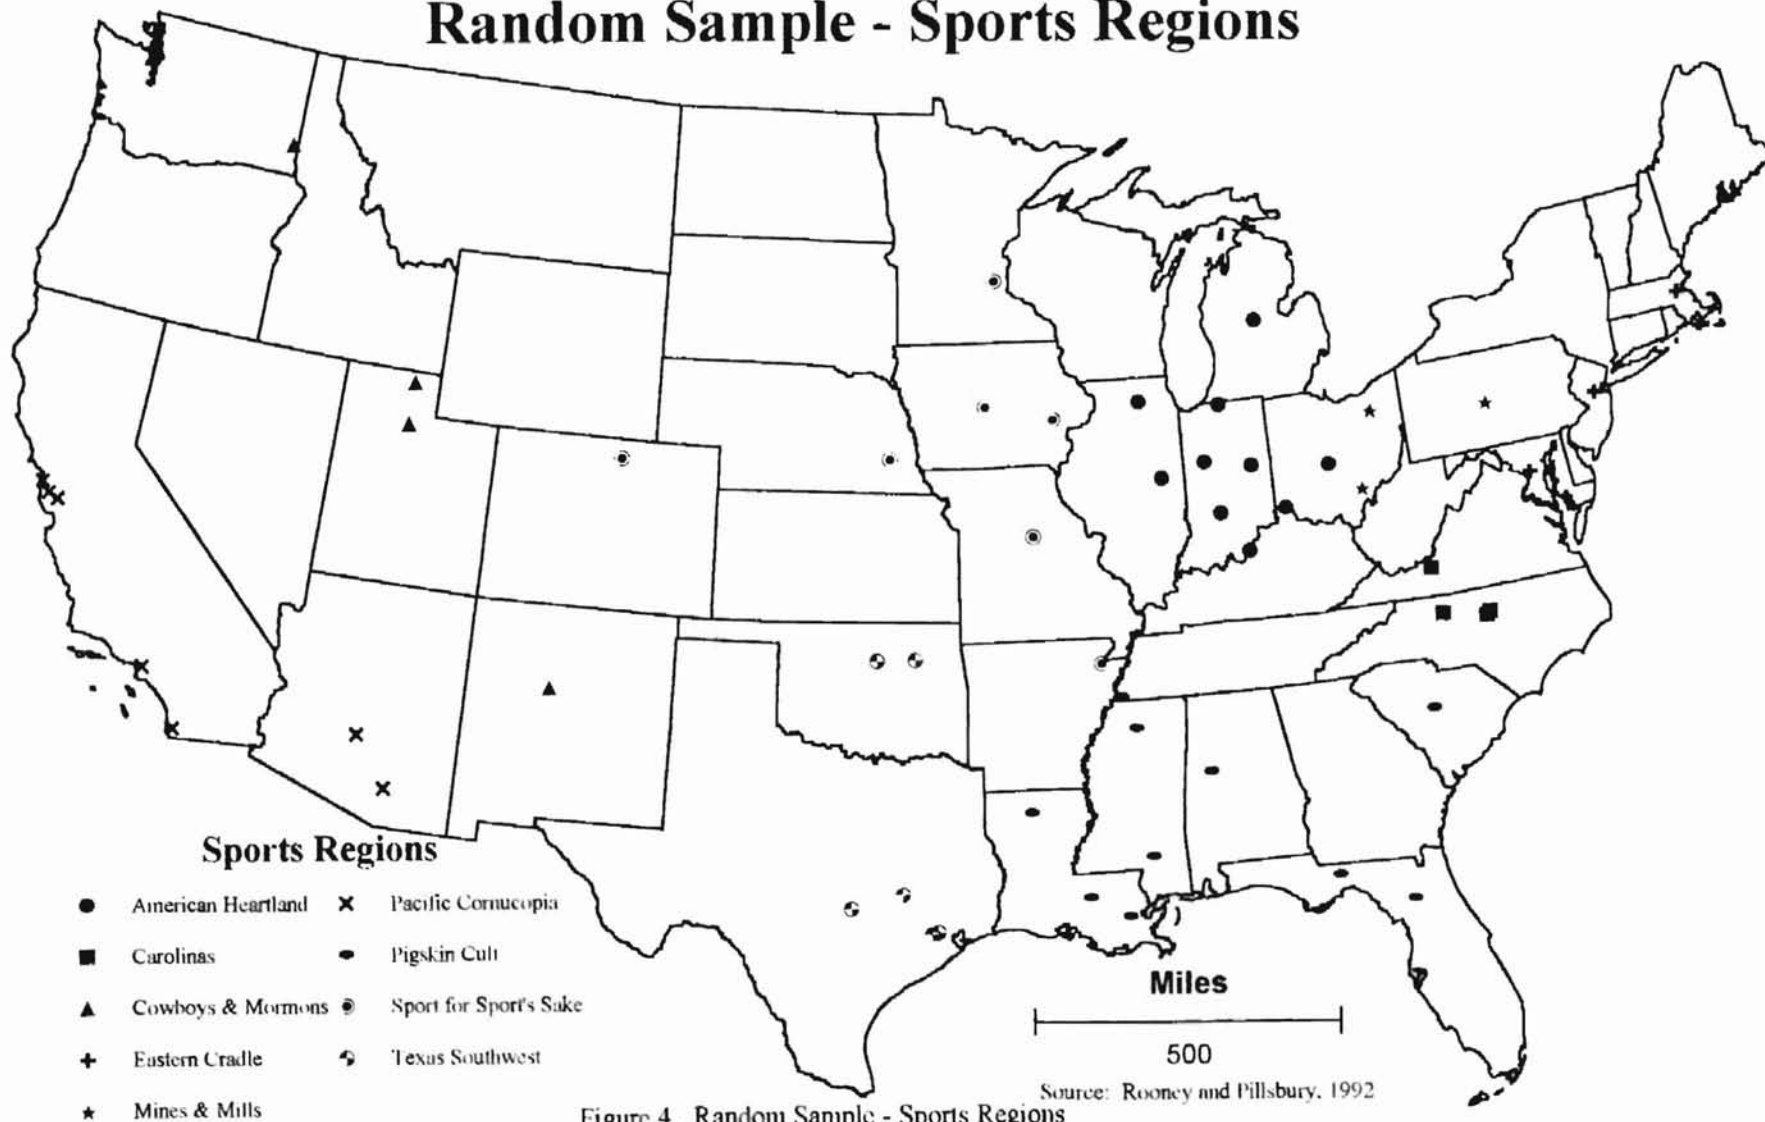 Random Sample - Sports Regions
Sports Regions
American Heartland
Pacific Cornucopia
Carolinas
Pigskin Cult
Cowboys & Mormons
Sport for Sport's Sake
Eastern Cradle
Texas Southwest
Mines & Mills
Miles
500
Source: Rooney and Pillsbury, 1992
Figure 4. Random Sample - Sports Regions